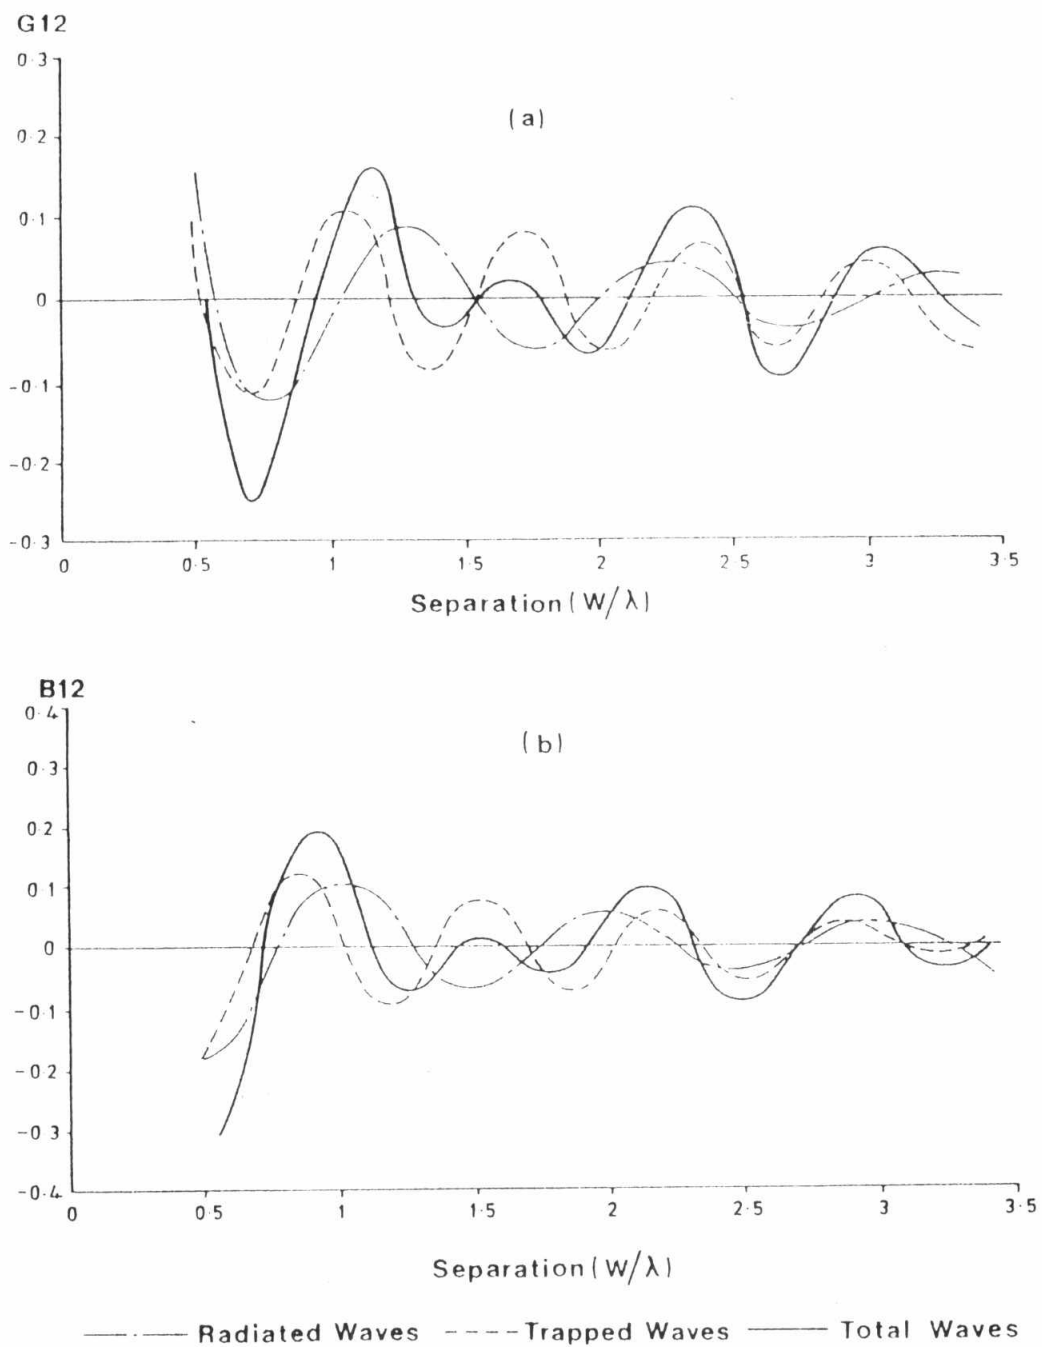 G12
0·3
(a)
0·2
0·1
0
-0·1
-0·2
-0·3
0 0·5 1 1·5 2 2·5 3 3·5
Separation (W/λ)
B12
0·4
(b)
0·3
0·2
0·1
0
-0·1
-0·2
-0·3
-0·4
0 0·5 1 1·5 2 2·5 3 3·5
Separation (W/λ)
Radiated Waves Trapped Waves Total Waves